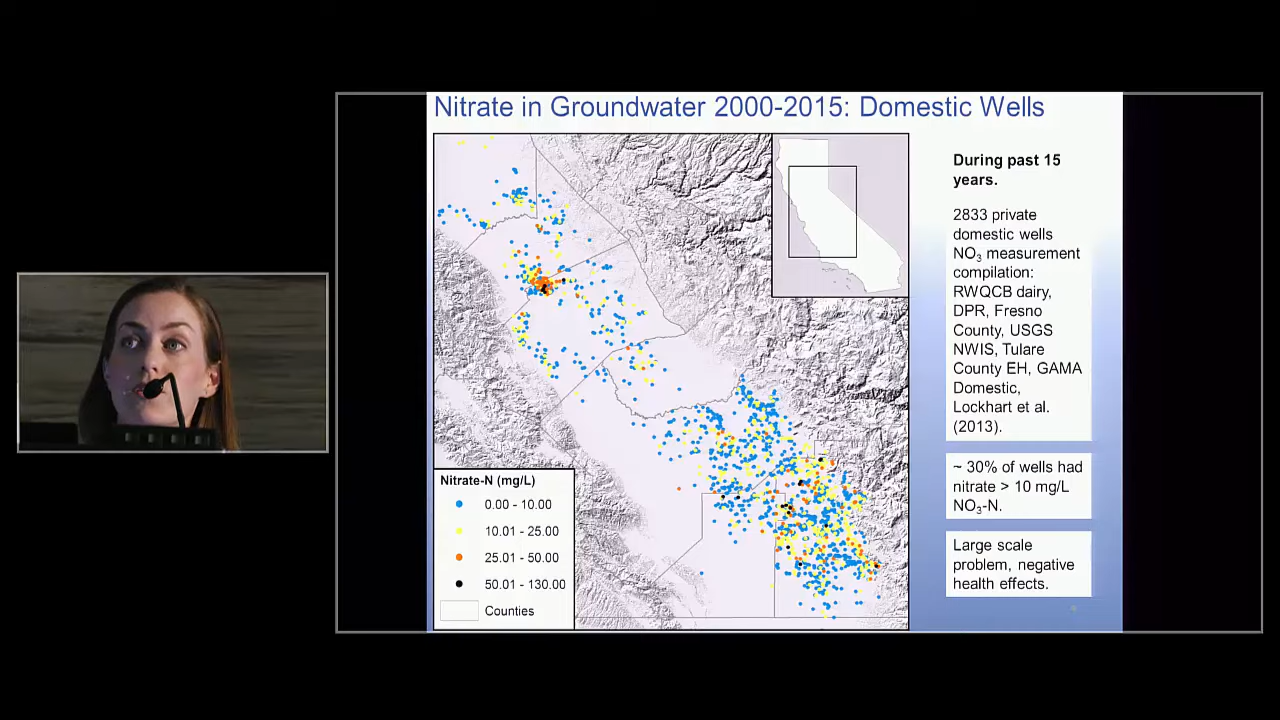 Nitrate in Groundwater 2000-2015: Domestic Wells
During past 15
years.
2833 private
domestic wells
NO₃ measurement
compilation:
RWQCB dairy,
DPR, Fresno
County, USGS
NWIS, Tulare
County EH, GAMA
Domestic,
Lockhart et al.
(2013).
~ 30% of wells had
nitrate > 10 mg/L
NO₃-N.
Large scale
problem, negative
health effects.
Nitrate-N (mg/L)
0.00 - 10.00
10.01 - 25.00
25.01 - 50.00
50.01 - 130.00
Counties